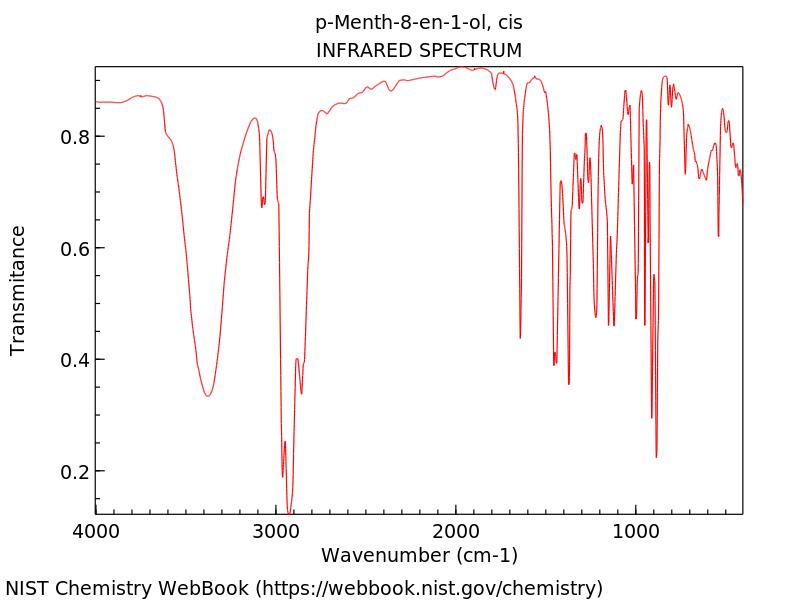 p-Menth-8-en-1-ol, cis
INFRARED SPECTRUM
0.8
0.6
0.4
0.2
Transmitance
4000 3000 2000 1000
Wavenumber (cm-1)
NIST Chemistry WebBook (https://webbook.nist.gov/chemistry)